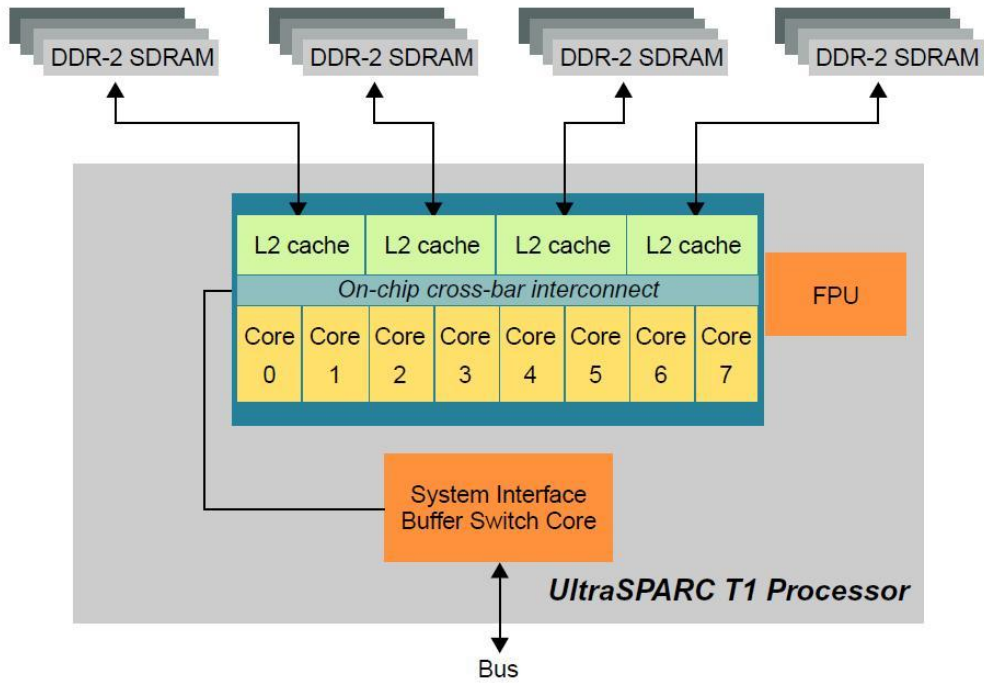 DDR-2 SDRAM
DDR-2 SDRAM
DDR-2 SDRAM
DDR-2 SDRAM
L2 cache
L2 cache
L2 cache
L2 cache
On-chip cross-bar interconnect
FPU
Core
0
Core
1
Core
2
Core
3
Core
4
Core
5
Core
6
Core
7
System Interface
Buffer Switch Core
UltraSPARC T1 Processor
Bus